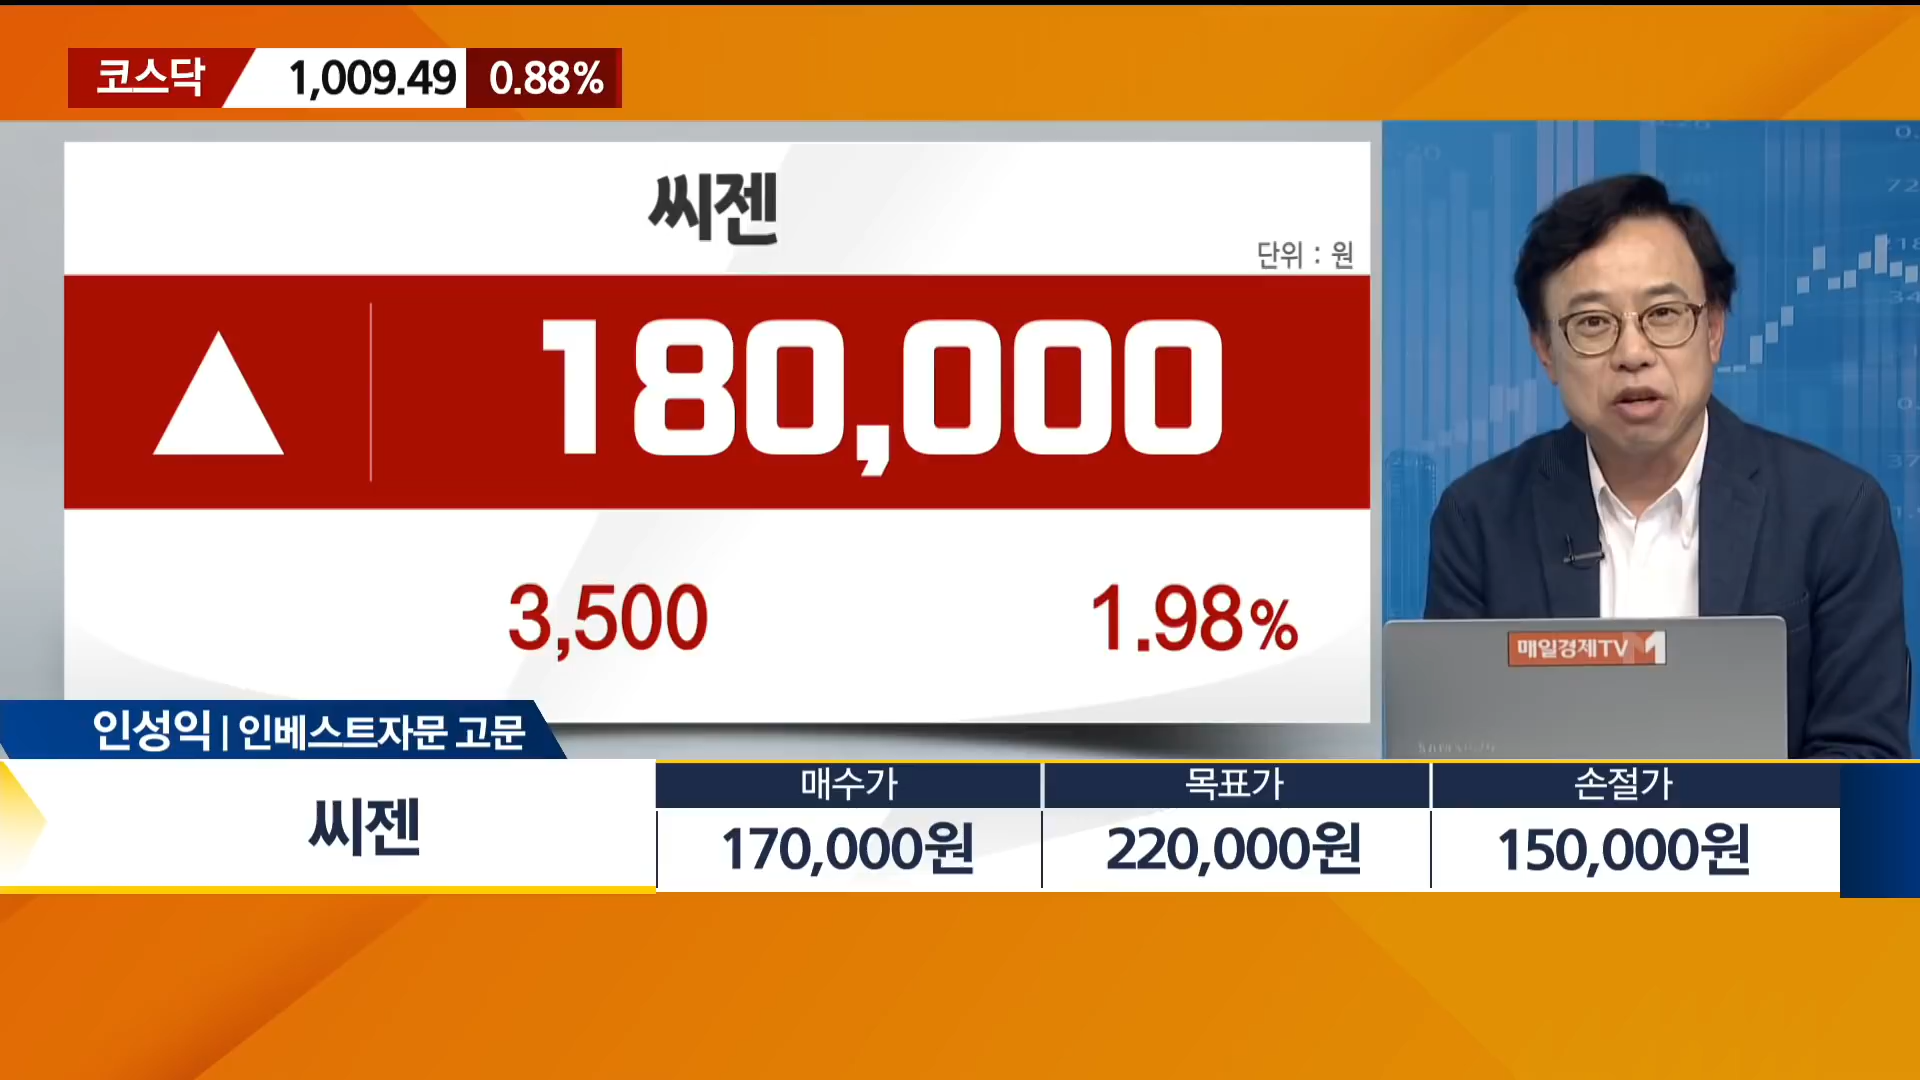 코스닥 1,009.49 0.88%
씨젠
단위 : 원
▲ 180,000
3,500 1.98%
매일경제TV
인성익 | 인베스트자문 고문
씨젠
매수가 목표가 손절가
170,000원 220,000원 150,000원